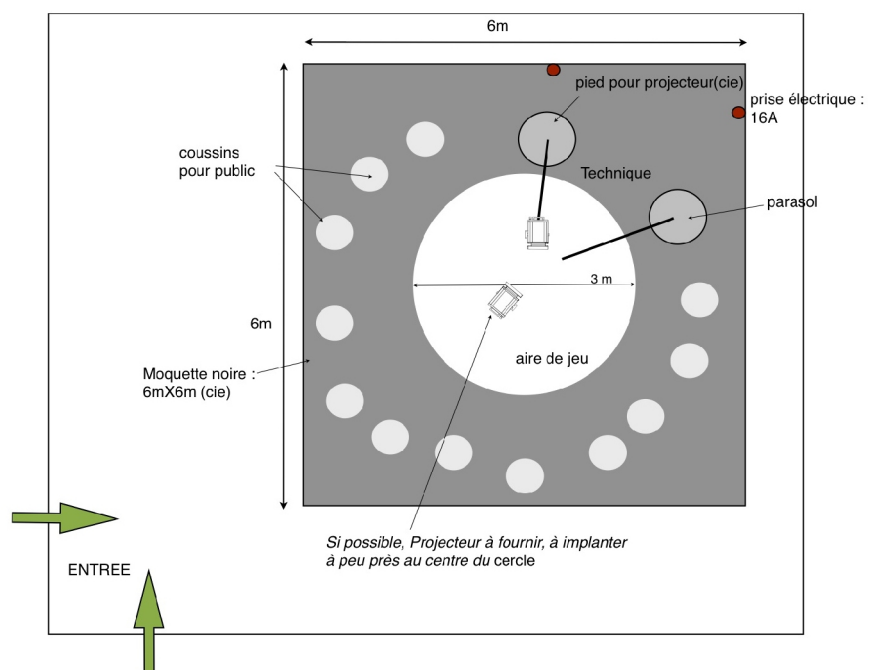 6m
pied pour projecteur(cie)
prise électrique :
16A
coussins
pour public
Technique
parasol
3 m
6m
aire de jeu
Moquette noire :
6mX6m (cie)
Si possible, Projecteur à fournir, à implanter
à peu près au centre du cercle
ENTREE